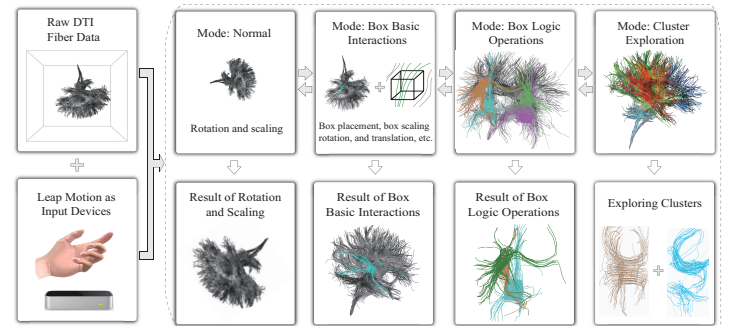 Raw DTI
Fiber Data
Leap Motion as
Input Devices
Mode: Normal
Rotation and scaling
Mode: Box Basic
Interactions
Box placement, box scaling
rotation, and translation, etc.
Mode: Box Logic
Operations
Mode: Cluster
Exploration
Result of Rotation
and Scaling
Result of Box
Basic Interactions
Result of Box
Logic Operations
Exploring Clusters